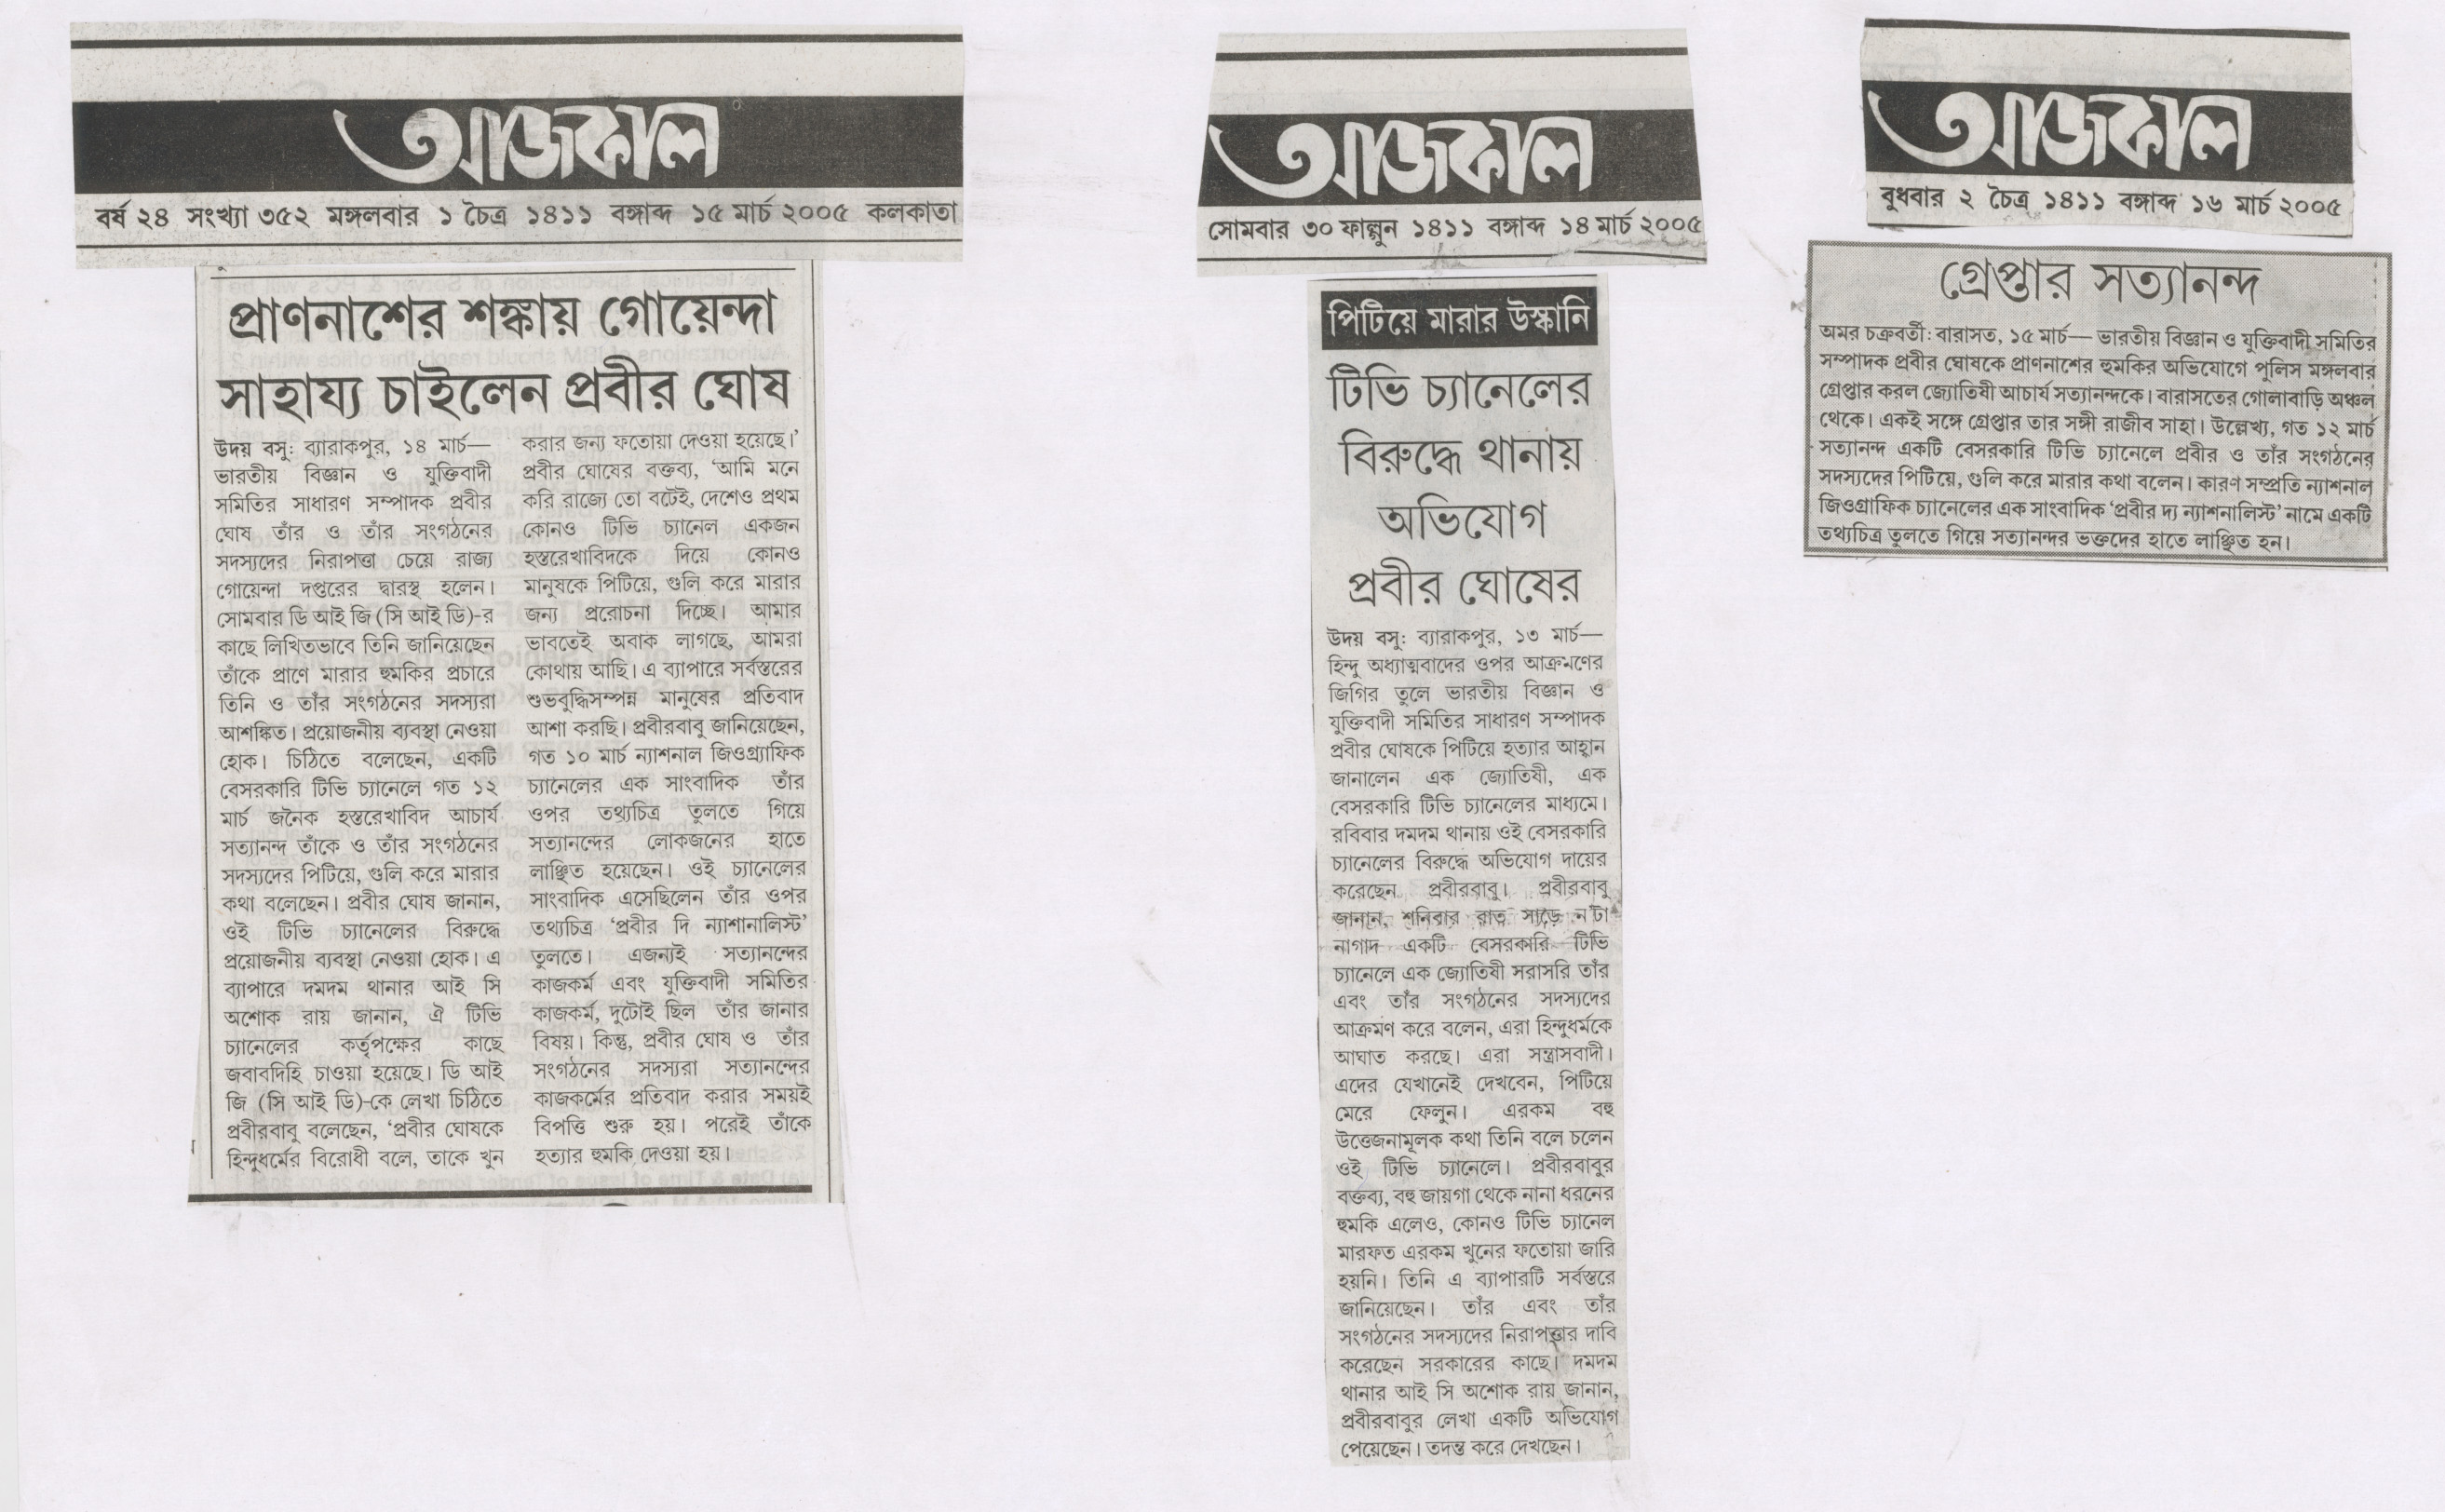 আজকাল
বর্ষ ২৪ সংখ্যা ৩৫২ মঙ্গলবার ১ চৈত্র ১৪১১ বঙ্গাব্দ ১৫ মার্চ ২০০৫ কলকাতা
প্রাণনাশের শঙ্কায় গোয়েন্দা
সাহায্য চাইলেন প্রবীর ঘোষ
উদয় বসু: ব্যারাকপুর, ১৪ মার্চ—
ভারতীয় বিজ্ঞান ও যুক্তিবাদী
সমিতির সাধারণ সম্পাদক প্রবীর
ঘোষ তাঁর ও তাঁর সংগঠনের
সদস্যদের নিরাপত্তা চেয়ে রাজ্য
গোয়েন্দা দপ্তরের দ্বারস্থ হলেন।
সোমবার ডি আই জি (সি আই ডি)-র
কাছে লিখিতভাবে তিনি জানিয়েছেন
তাঁকে প্রাণে মারার হুমকির প্রচারে
তিনি ও তাঁর সংগঠনের সদস্যরা
আশঙ্কিত। প্রয়োজনীয় ব্যবস্থা নেওয়া
হোক। চিঠিতে বলেছেন, একটি
বেসরকারি টিভি চ্যানেলে গত ১২
মার্চ জনৈক হস্তরেখাবিদ আচার্য
সত্যানন্দ তাঁকে ও তাঁর সংগঠনের
সদস্যদের পিটিয়ে, গুলি করে মারার
কথা বলেছেন। প্রবীর ঘোষ জানান,
ওই টিভি চ্যানেলের বিরুদ্ধে
প্রয়োজনীয় ব্যবস্থা নেওয়া হোক। এ
ব্যাপারে দমদম থানার আই সি
অশোক রায় জানান, ঐ টিভি
চ্যানেলের কর্তৃপক্ষের কাছে
জবাবদিহি চাওয়া হয়েছে। ডি আই
জি (সি আই ডি)-কে লেখা চিঠিতে
প্রবীরবাবু বলেছেন, ‘প্রবীর ঘোষকে
হিন্দুধর্মের বিরোধী বলে, তাকে খুন
করার জন্য ফতোয়া দেওয়া হয়েছে।’
প্রবীর ঘোষের বক্তব্য, ‘আমি মনে
করি রাজ্যে তো বটেই, দেশেও প্রথম
কোনও টিভি চ্যানেল একজন
হস্তরেখাবিদকে দিয়ে কোনও
মানুষকে পিটিয়ে, গুলি করে মারার
জন্য প্ররোচনা দিচ্ছে। আমার
ভাবতেই অবাক লাগছে, আমরা
কোথায় আছি। এ ব্যাপারে সর্বস্তরের
শুভবুদ্ধিসম্পন্ন মানুষের প্রতিবাদ
আশা করছি। প্রবীরবাবু জানিয়েছেন,
গত ১০ মার্চ ন্যাশনাল জিওগ্র্যাফিক
চ্যানেলের এক সাংবাদিক তাঁর
ওপর তথ্যচিত্র তুলতে গিয়ে
সত্যানন্দের লোকজনের হাতে
লাঞ্ছিত হয়েছেন। ওই চ্যানেলের
সাংবাদিক এসেছিলেন তাঁর ওপর
তথ্যচিত্র ‘প্রবীর দি ন্যাশানালিস্ট’
তুলতে। এজন্যই সত্যানন্দের
কাজকর্ম এবং যুক্তিবাদী সমিতির
কাজকর্ম, দুটোই ছিল তাঁর জানার
বিষয়। কিন্তু, প্রবীর ঘোষ ও তাঁর
সংগঠনের সদস্যরা সত্যানন্দের
কাজকর্মের প্রতিবাদ করার সময়ই
বিপত্তি শুরু হয়। পরেই তাঁকে
হত্যার হুমকি দেওয়া হয়।
আজকাল
সোমবার ৩০ ফাল্গুন ১৪১১ বঙ্গাব্দ ১৪ মার্চ ২০০৫
পিটিয়ে মারার উস্কানি
টিভি চ্যানেলের
বিরুদ্ধে থানায়
অভিযোগ
প্রবীর ঘোষের
উদয় বসু: ব্যারাকপুর, ১৩ মার্চ—
হিন্দু অধ্যাত্মবাদের ওপর আক্রমণের
জিগির তুলে ভারতীয় বিজ্ঞান ও
যুক্তিবাদী সমিতির সাধারণ সম্পাদক
প্রবীর ঘোষকে পিটিয়ে হত্যার আহ্বান
জানালেন এক জ্যোতিষী, এক
বেসরকারি টিভি চ্যানেলের মাধ্যমে।
রবিবার দমদম থানায় ওই বেসরকারি
চ্যানেলের বিরুদ্ধে অভিযোগ দায়ের
করেছেন প্রবীরবাবু। প্রবীরবাবু
জানান, শনিবার রাত সাড়ে ন’টা
নাগাদ একটি বেসরকারি টিভি
চ্যানেলে এক জ্যোতিষী সরাসরি তাঁর
এবং তাঁর সংগঠনের সদস্যদের
আক্রমণ করে বলেন, এরা হিন্দুধর্মকে
আঘাত করছে। এরা সন্ত্রাসবাদী।
এদের যেখানেই দেখবেন, পিটিয়ে
মেরে ফেলুন। এরকম বহু
উত্তেজনামূলক কথা তিনি বলে চলেন
ওই টিভি চ্যানেলে। প্রবীরবাবুর
বক্তব্য, বহু জায়গা থেকে নানা ধরনের
হুমকি এলেও, কোনও টিভি চ্যানেল
মারফত এরকম খুনের ফতোয়া জারি
হয়নি। তিনি এ ব্যাপারটি সর্বস্তরে
জানিয়েছেন। তাঁর এবং তাঁর
সংগঠনের সদস্যদের নিরাপত্তার দাবি
করেছেন সরকারের কাছে। দমদম
থানার আই সি অশোক রায় জানান,
প্রবীরবাবুর লেখা একটি অভিযোগ
পেয়েছেন। তদন্ত করে দেখছেন।
আজকাল
বুধবার ২ চৈত্র ১৪১১ বঙ্গাব্দ ১৬ মার্চ ২০০৫
গ্রেপ্তার সত্যানন্দ
অমর চক্রবর্তী: বারাসত, ১৫ মার্চ— ভারতীয় বিজ্ঞান ও যুক্তিবাদী সমিতির
সম্পাদক প্রবীর ঘোষকে প্রাণনাশের হুমকির অভিযোগে পুলিস মঙ্গলবার
গ্রেপ্তার করল জ্যোতিষী আচার্য সত্যানন্দকে। বারাসতের গোলাবাড়ি অঞ্চল
থেকে। একই সঙ্গে গ্রেপ্তার তার সঙ্গী রাজীব সাহা। উল্লেখ্য, গত ১২ মার্চ
সত্যানন্দ একটি বেসরকারি টিভি চ্যানেলে প্রবীর ও তাঁর সংগঠনের
সদস্যদের পিটিয়ে, গুলি করে মারার কথা বলেন। কারণ সম্প্রতি ন্যাশনাল
জিওগ্রাফিক চ্যানেলের এক সাংবাদিক ‘প্রবীর দ্য ন্যাশনালিস্ট’ নামে একটি
তথ্যচিত্র তুলতে গিয়ে সত্যানন্দর ভক্তদের হাতে লাঞ্ছিত হন।